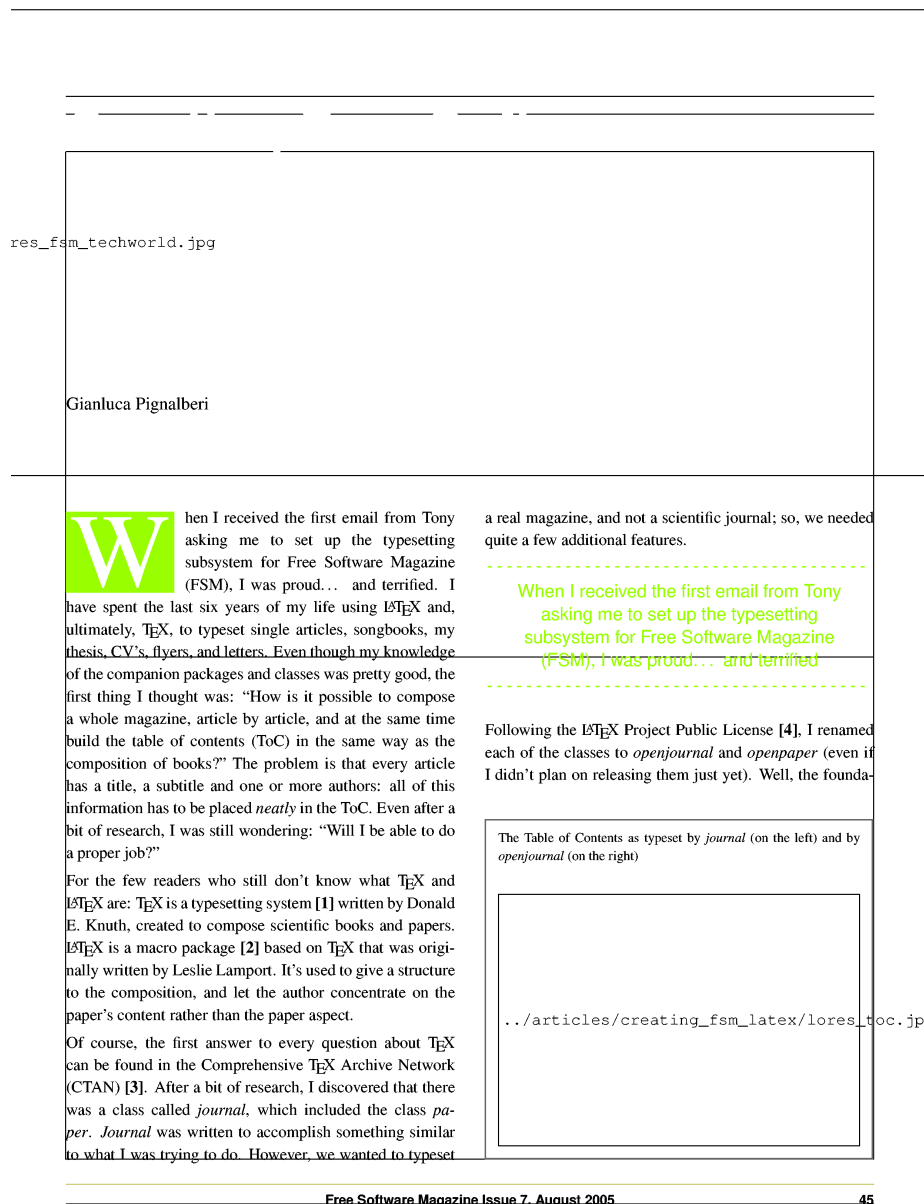 res_fsm_techworld.jpg
Gianluca Pignalberi
When I received the first email from Tony
asking me to set up the typesetting
subsystem for Free Software Magazine
(FSM), I was proud... and terrified. I
have spent the last six years of my life using LATEX and,
ultimately, TEX, to typeset single articles, songbooks, my
thesis, CV's, flyers, and letters. Even though my knowledge
of the companion packages and classes was pretty good, the
first thing I thought was: “How is it possible to compose
a whole magazine, article by article, and at the same time
build the table of contents (ToC) in the same way as the
composition of books?” The problem is that every article
has a title, a subtitle and one or more authors: all of this
information has to be placed neatly in the ToC. Even after a
bit of research, I was still wondering: “Will I be able to do
a proper job?”
For the few readers who still don't know what TEX and
LATEX are: TEX is a typesetting system [1] written by Donald
E. Knuth, created to compose scientific books and papers.
LATEX is a macro package [2] based on TEX that was origi-
nally written by Leslie Lamport. It's used to give a structure
to the composition, and let the author concentrate on the
paper's content rather than the paper aspect.
Of course, the first answer to every question about TEX
can be found in the Comprehensive TEX Archive Network
(CTAN) [3]. After a bit of research, I discovered that there
was a class called journal, which included the class pa-
per. Journal was written to accomplish something similar
to what I was trying to do. However, we wanted to typeset
a real magazine, and not a scientific journal; so, we needed
quite a few additional features.
When I received the first email from Tony
asking me to set up the typesetting
subsystem for Free Software Magazine
(FSM), I was proud... and terrified
Following the LATEX Project Public License [4], I renamed
each of the classes to openjournal and openpaper (even if
I didn't plan on releasing them just yet). Well, the founda-
The Table of Contents as typeset by journal (on the left) and by
openjournal (on the right)
../articles/creating_fsm_latex/lores_toc.jp
Free Software Magazine Issue 7, August 2005 45